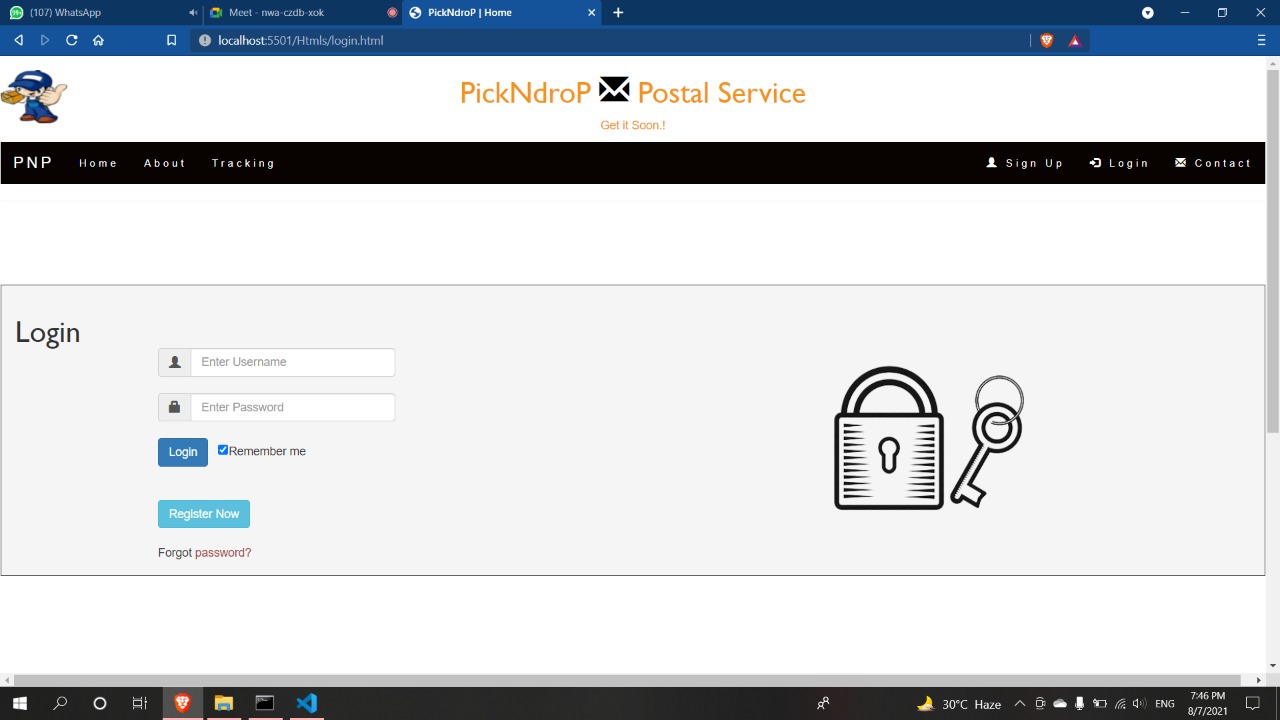 (107) WhatsApp
Meet - nwa-czdb-xok
PickNdroP | Home
localhost:5501/Htmls/login.html
PickNdroP Postal Service
Get it Soon.!
PNP Home About Tracking Sign Up Login Contact
Login
Enter Username
Enter Password
Login Remember me
Register Now
Forgot password?
30°C Haze
ENG
7:46 PM
8/7/2021